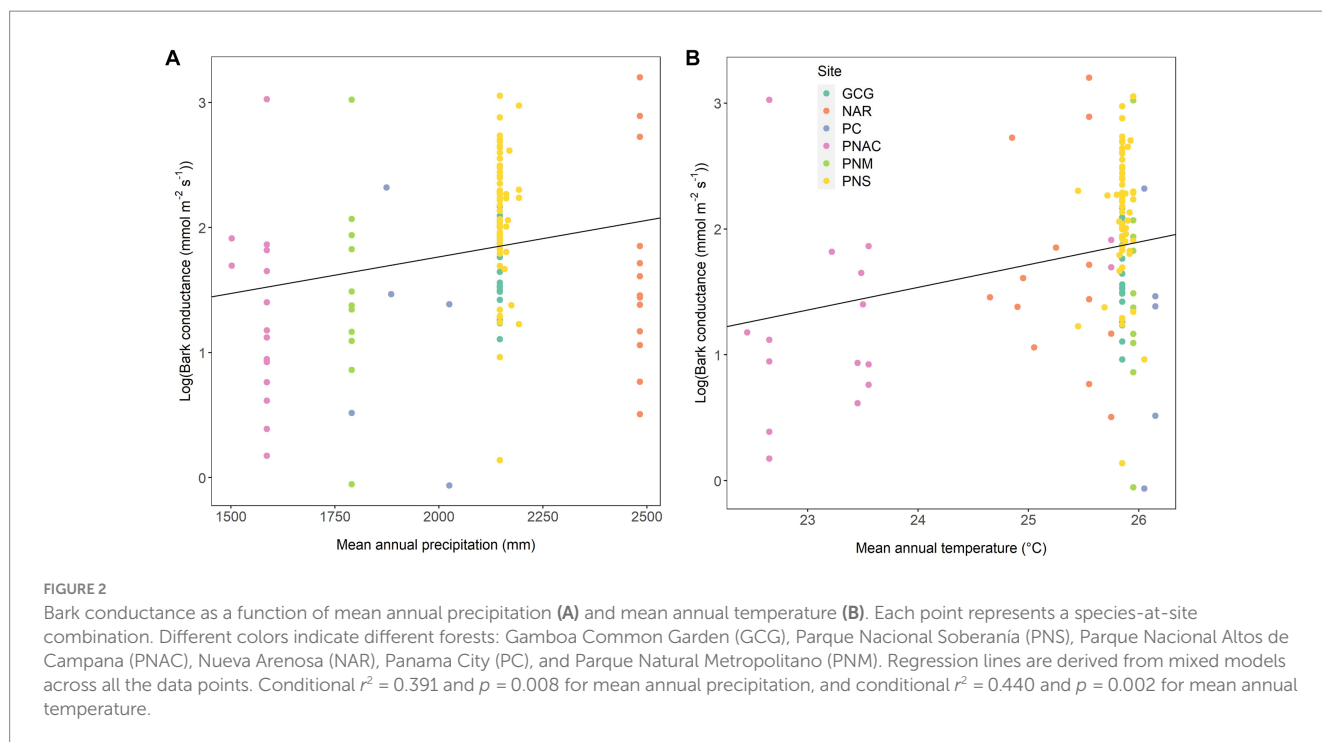 A
Log(Bark conductance (mmol m⁻² s⁻¹))
3
2
1
0
1500 1750 2000 2250 2500
Mean annual precipitation (mm)
B
Site
GCG
NAR
PC
PNAC
PNM
PNS
Log(Bark conductance (mmol m⁻² s⁻¹))
3
2
1
0
23 24 25 26
Mean annual temperature (°C)
FIGURE 2
Bark conductance as a function of mean annual precipitation (A) and mean annual temperature (B). Each point represents a species-at-site
combination. Different colors indicate different forests: Gamboa Common Garden (GCG), Parque Nacional Soberanía (PNS), Parque Nacional Altos de
Campana (PNAC), Nueva Arenosa (NAR), Panama City (PC), and Parque Natural Metropolitano (PNM). Regression lines are derived from mixed models
across all the data points. Conditional r² = 0.391 and p = 0.008 for mean annual precipitation, and conditional r² = 0.440 and p = 0.002 for mean annual
temperature.